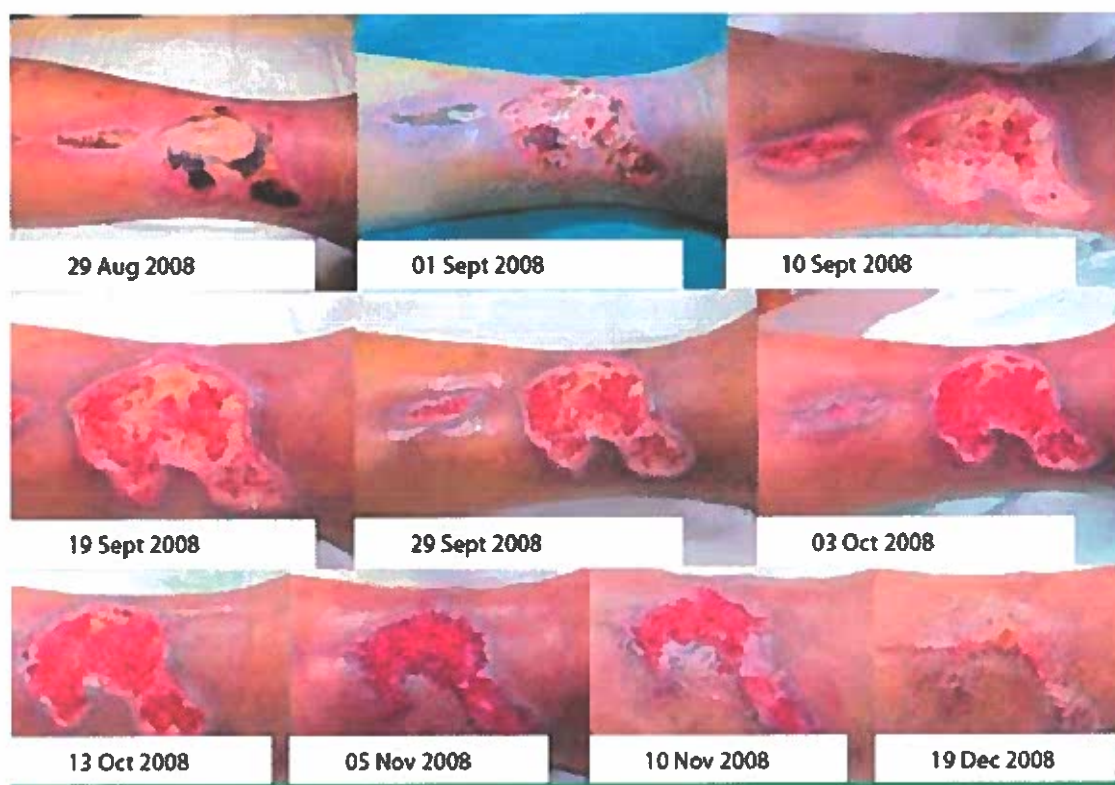 29 Aug 2008
01 Sept 2008
10 Sept 2008
19 Sept 2008
29 Sept 2008
03 Oct 2008
13 Oct 2008
05 Nov 2008
10 Nov 2008
19 Dec 2008